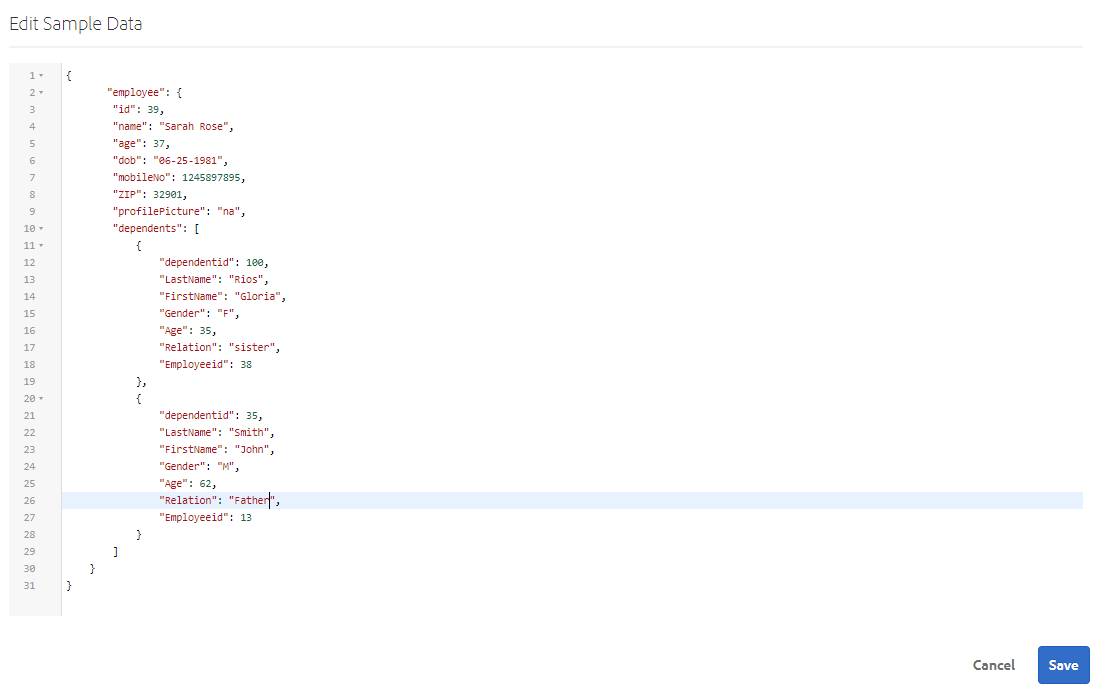 Edit Sample Data
1 {
2 "employee": {
3 "id": 39,
4 "name": "Sarah Rose",
5 "age": 37,
6 "dob": "06-25-1981",
7 "mobileNo": 1245897895,
8 "ZIP": 32901,
9 "profilePicture": "na",
10 "dependents": [
11 {
12 "dependentid": 100,
13 "LastName": "Rios",
14 "FirstName": "Gloria",
15 "Gender": "F",
16 "Age": 35,
17 "Relation": "sister",
18 "Employeeid": 38
19 },
20 {
21 "dependentid": 35,
22 "LastName": "Smith",
23 "FirstName": "John",
24 "Gender": "M",
25 "Age": 62,
26 "Relation": "Father",
27 "Employeeid": 13
28 }
29 ]
30 }
31 }
Cancel Save